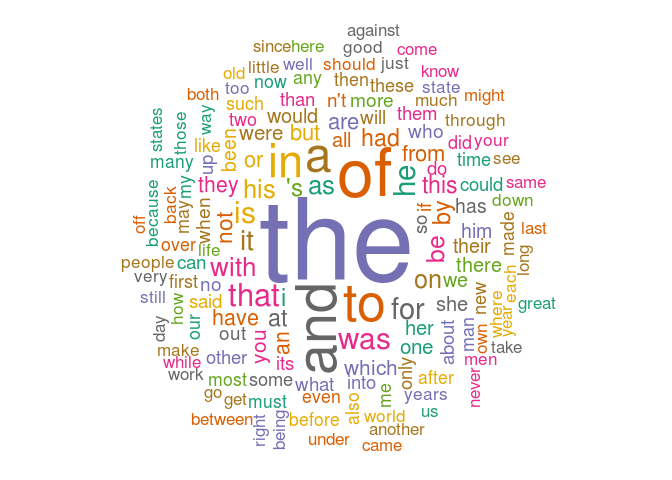 against
since here good come
old little well should just know
both too now any then these state
such than n't more much might
states those way two would are will them through
like were but all had who did your
many up been or in a of from time see
because my they his 's as he do this could same
back may when is the if by has down
off not it so be him made last
over life their long
people can with on we there
very first no that i to for she new each great
still how said and at was her where year
our have out you an one about man own take
day make while other its which men
work most some what into me only after never
go get must even also years us
between right being before world another
under came